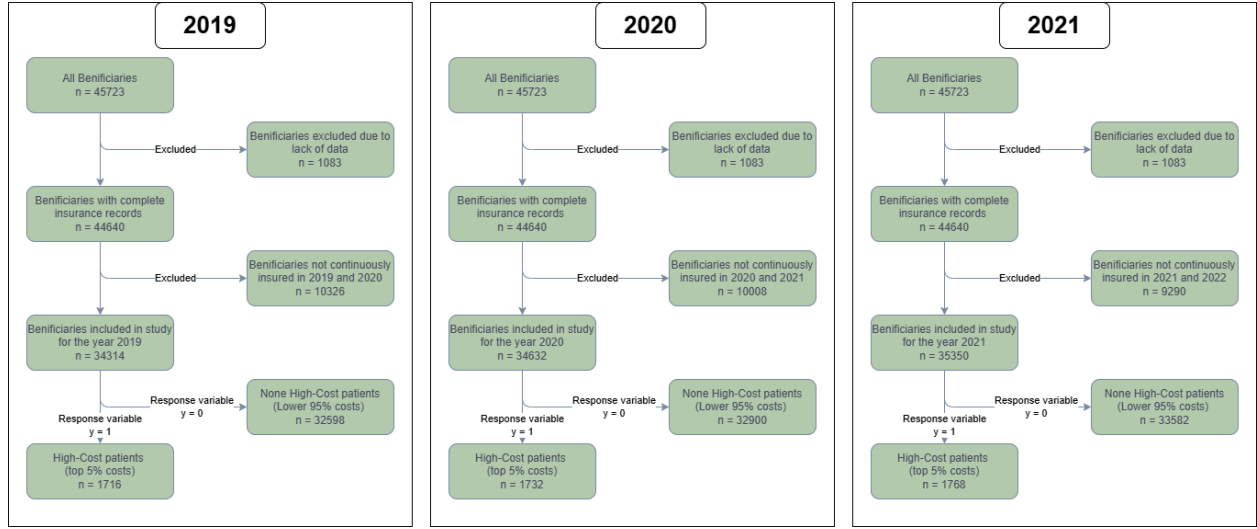 2019
All Benificiaries
n = 45723
Excluded
Benificiaries excluded due to
lack of data
n = 1083
Benificiaries with complete
insurance records
n = 44640
Excluded
Benificiaries not continuously
insured in 2019 and 2020
n = 10326
Benificiaries included in study
for the year 2019
n = 34314
Response variable
y = 0
None High-Cost patients
(Lower 95% costs)
n = 32598
Response variable
y = 1
High-Cost patients
(top 5% costs)
n = 1716
2020
All Benificiaries
n = 45723
Excluded
Benificiaries excluded due to
lack of data
n = 1083
Benificiaries with complete
insurance records
n = 44640
Excluded
Benificiaries not continuously
insured in 2020 and 2021
n = 10008
Benificiaries included in study
for the year 2020
n = 34632
Response variable
y = 0
None High-Cost patients
(Lower 95% costs)
n = 32900
Response variable
y = 1
High-Cost patients
(top 5% costs)
n = 1732
2021
All Benificiaries
n = 45723
Excluded
Benificiaries excluded due to
lack of data
n = 1083
Benificiaries with complete
insurance records
n = 44640
Excluded
Benificiaries not continuously
insured in 2021 and 2022
n = 9290
Benificiaries included in study
for the year 2021
n = 35350
Response variable
y = 0
None High-Cost patients
(Lower 95% costs)
n = 33582
Response variable
y = 1
High-Cost patients
(top 5% costs)
n = 1768